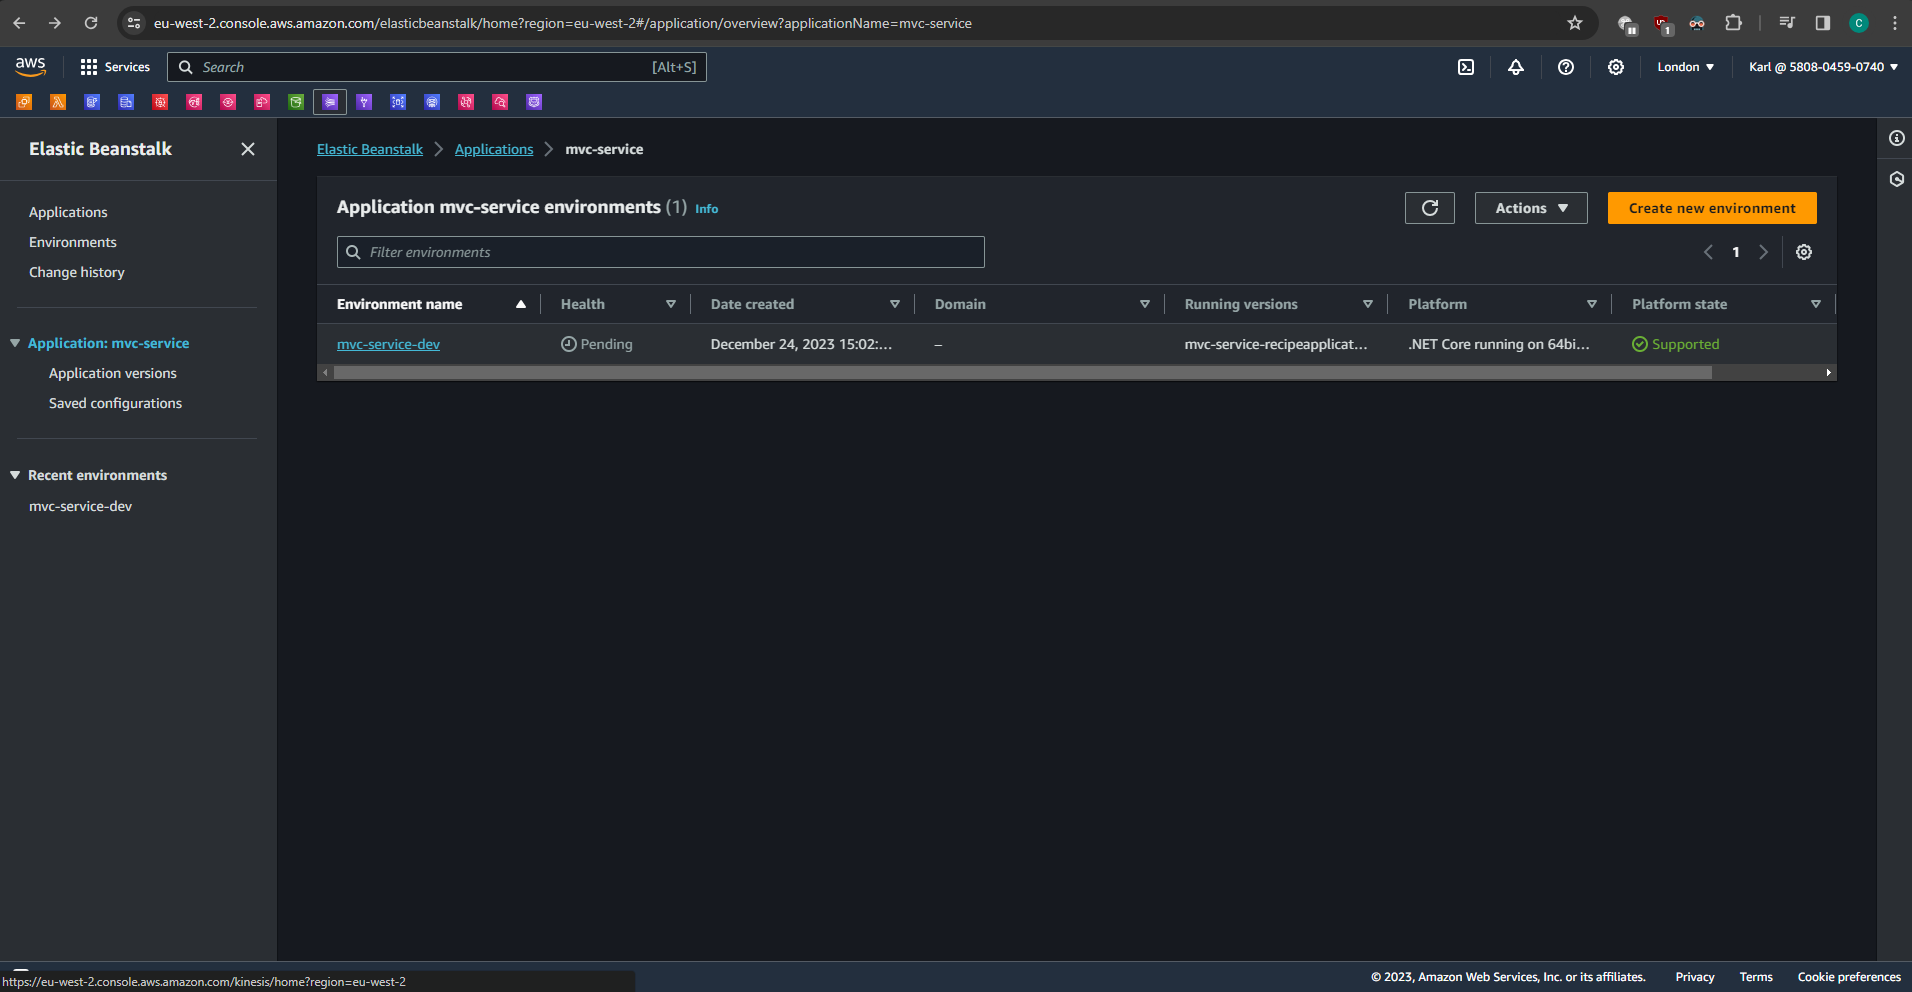 eu-west-2.console.aws.amazon.com/elasticbeanstalk/home?region=eu-west-2#/application/overview?applicationName=mvc-service
1
C
aws
Services
Search
[Alt+S]
London
Karl @ 5808-0459-0740
Elastic Beanstalk
Applications
Environments
Change history
Application: mvc-service
Application versions
Saved configurations
Recent environments
mvc-service-dev
Elastic Beanstalk Applications mvc-service
Application mvc-service environments (1) Info
Actions
Create new environment
Filter environments
1
Environment name Health Date created Domain Running versions Platform Platform state
mvc-service-dev Pending December 24, 2023 15:02:... – mvc-service-recipeapplicat... .NET Core running on 64bi... Supported
https://eu-west-2.console.aws.amazon.com/kinesis/home?region=eu-west-2
© 2023, Amazon Web Services, Inc. or its affiliates. Privacy Terms Cookie preferences